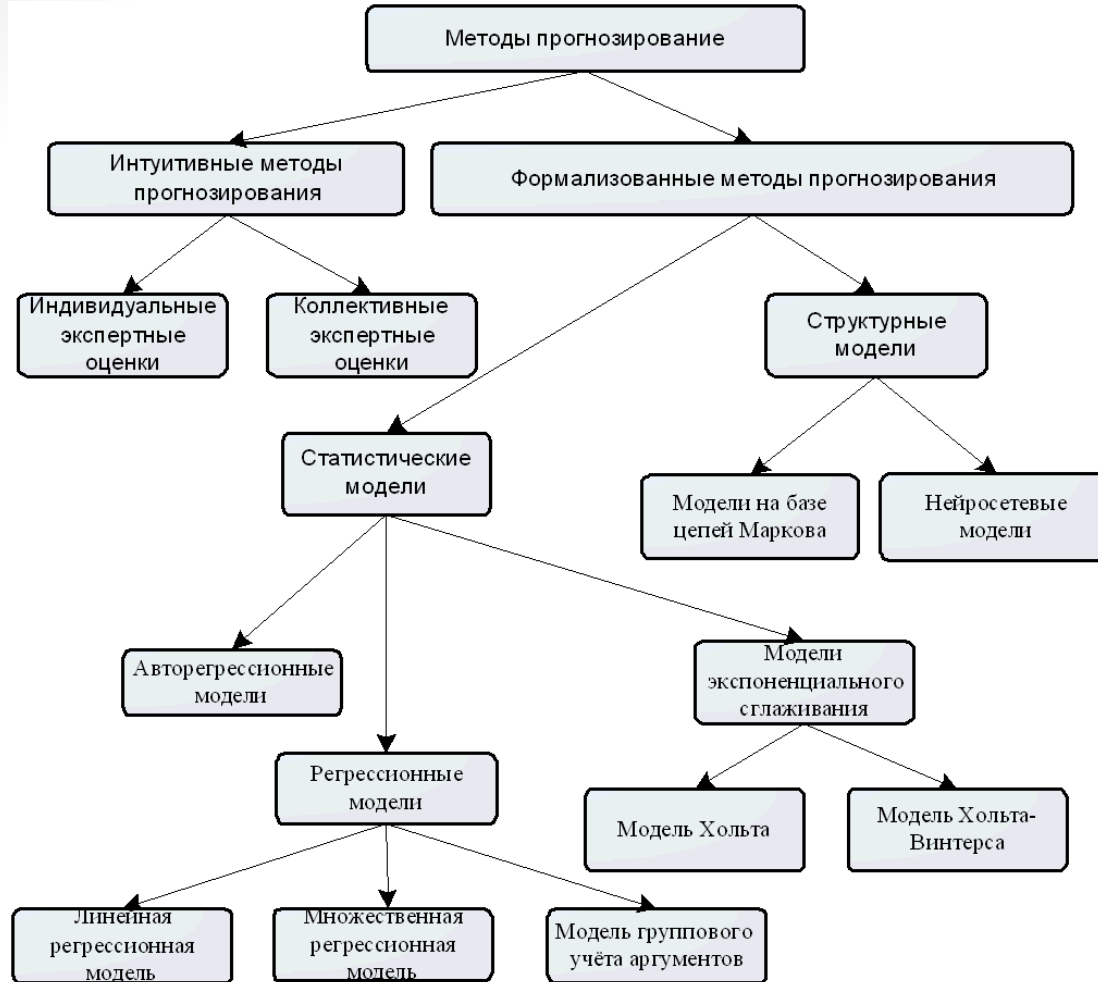 Методы прогнозирование
Интуитивные методы
прогнозирования
Формализованные методы прогнозирования
Индивидуальные
экспертные
оценки
Коллективные
экспертные
оценки
Структурные
модели
Статистические
модели
Модели на базе
цепей Маркова
Нейросетевые
модели
Авторегрессионные
модели
Модели
экспоненциального
сглаживания
Регрессионные
модели
Модель Хольта
Модель Хольта-
Винтерса
Линейная
регрессионная
модель
Множественная
регрессионная
модель
Модель группового
учёта аргументов